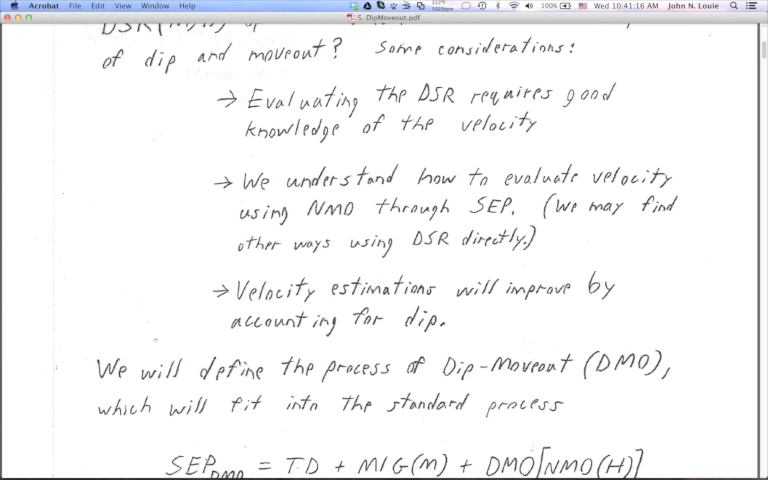 Acrobat File Edit View Window Help
100% Wed 10:41:16 AM John N. Louie
5. DipMoveout.pdf
of dip and moveout? Some considerations:
→ Evaluating the DSR requires good
knowledge of the velocity
→ We understand how to evaluate velocity
using NMO through SEP. (We may find
other ways using DSR directly.)
→ Velocity estimations will improve by
accounting for dip.
We will define the process of Dip-Moveout (DMO),
which will fit into the standard process
SEP_DMO = TD + MIG(M) + DMO[NMO(H)]